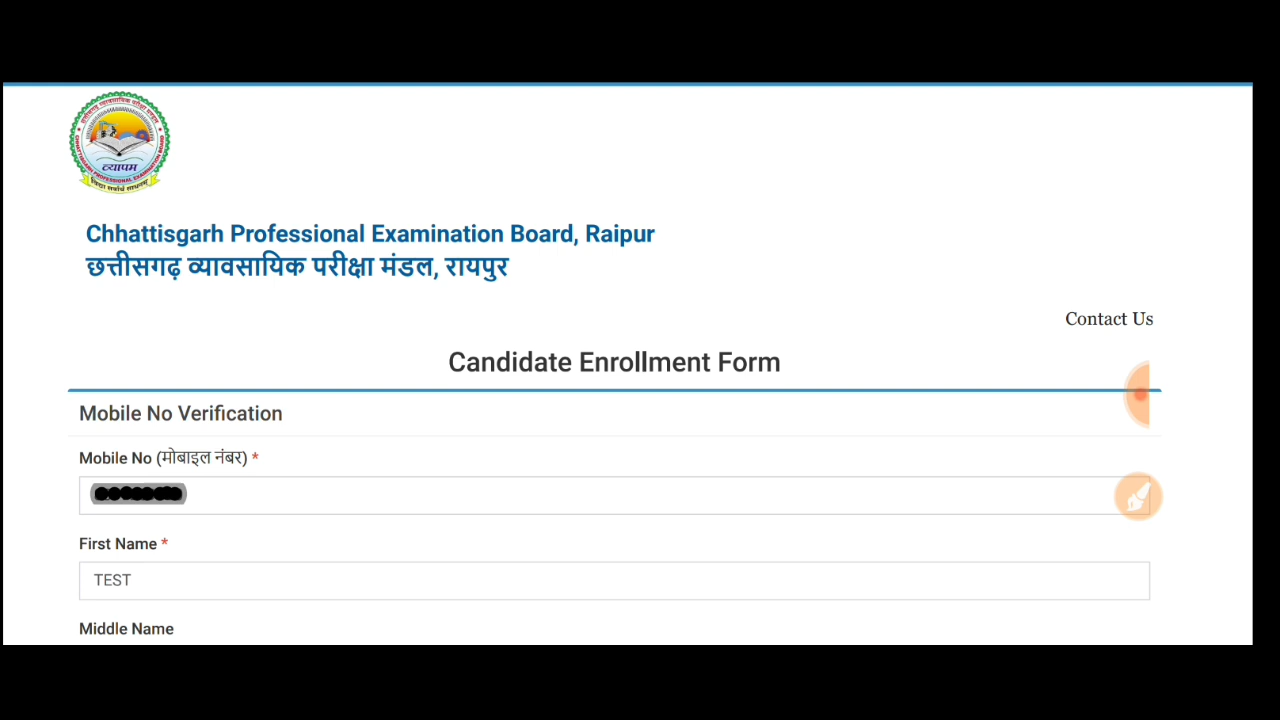 व्यापम
Chhattisgarh Professional Examination Board, Raipur
छत्तीसगढ़ व्यावसायिक परीक्षा मंडल, रायपुर
Contact Us
Candidate Enrollment Form
Mobile No Verification
Mobile No (मोबाइल नंबर) *
First Name *
TEST
Middle Name